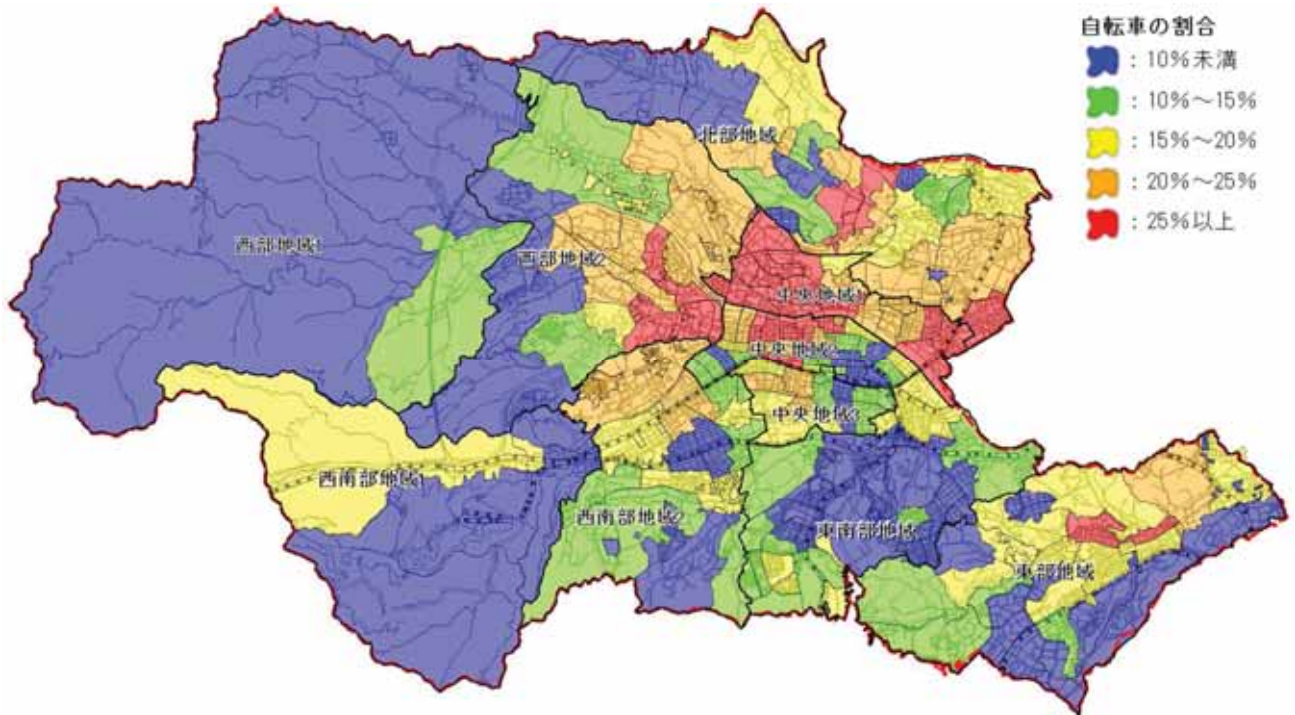 自転車の割合
：10%未満
：10%～15%
：15%～20%
：20%～25%
：25%以上
北部地域
西部地域1
西部地域2
中央地域1
中央地域2
中央地域3
西南部地域1
西南部地域2
東南部地域
東部地域